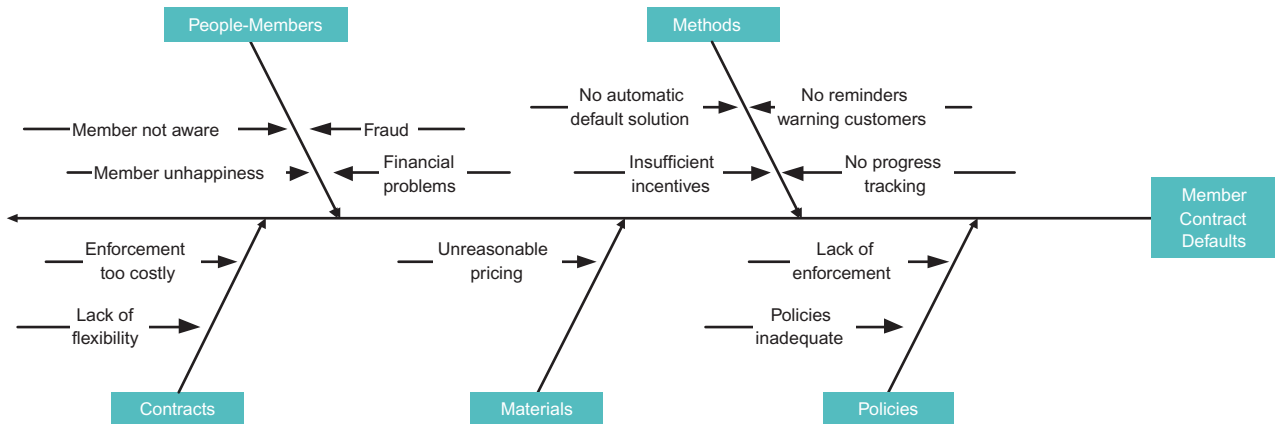 People-Members
Methods
No automatic
default solution
No reminders
warning customers
Member not aware
Fraud
Member unhappiness
Financial
problems
Insufficient
incentives
No progress
tracking
Member
Contract
Defaults
Enforcement
too costly
Unreasonable
pricing
Lack of
enforcement
Lack of
flexibility
Policies
inadequate
Contracts
Materials
Policies